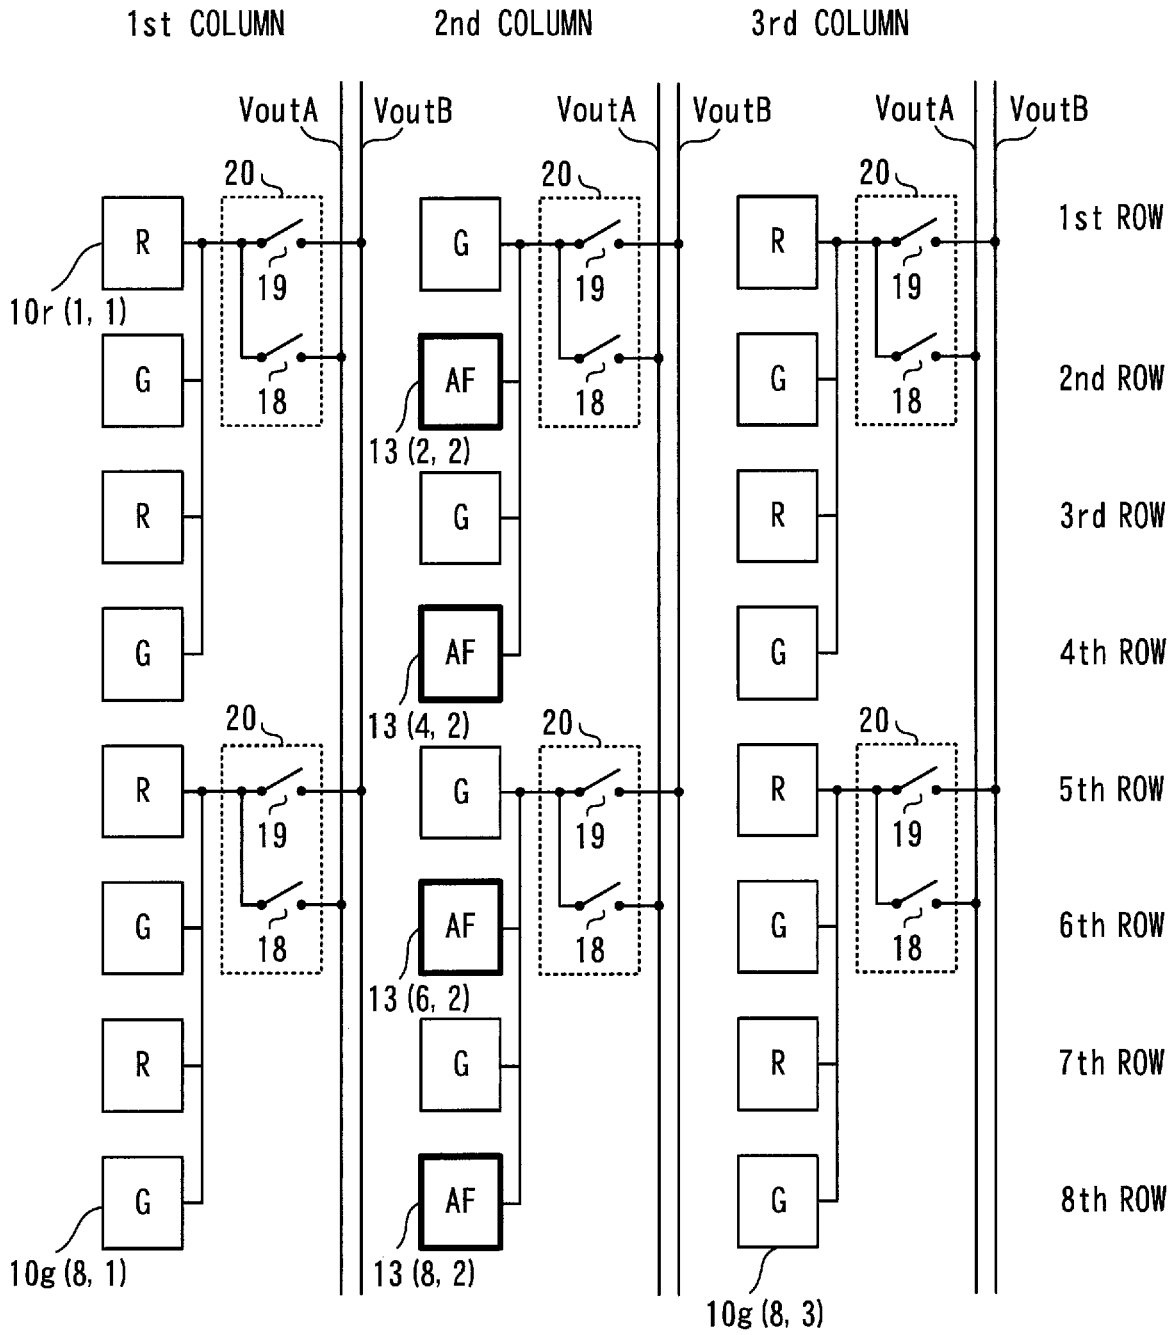 1st COLUMN 2nd COLUMN 3rd COLUMN
VoutA VoutB VoutA VoutB VoutA VoutB
20 20 20
R G R 1st ROW
19 19 19
10r (1, 1)
G AF G 2nd ROW
18 18 18
13 (2, 2)
R G R 3rd ROW
G AF G 4th ROW
20 13 (4, 2) 20 20
R G R 5th ROW
19 19 19
G AF G 6th ROW
18 18 18
13 (6, 2)
R G R 7th ROW
G AF G 8th ROW
10g (8, 1) 13 (8, 2)
10g (8, 3)